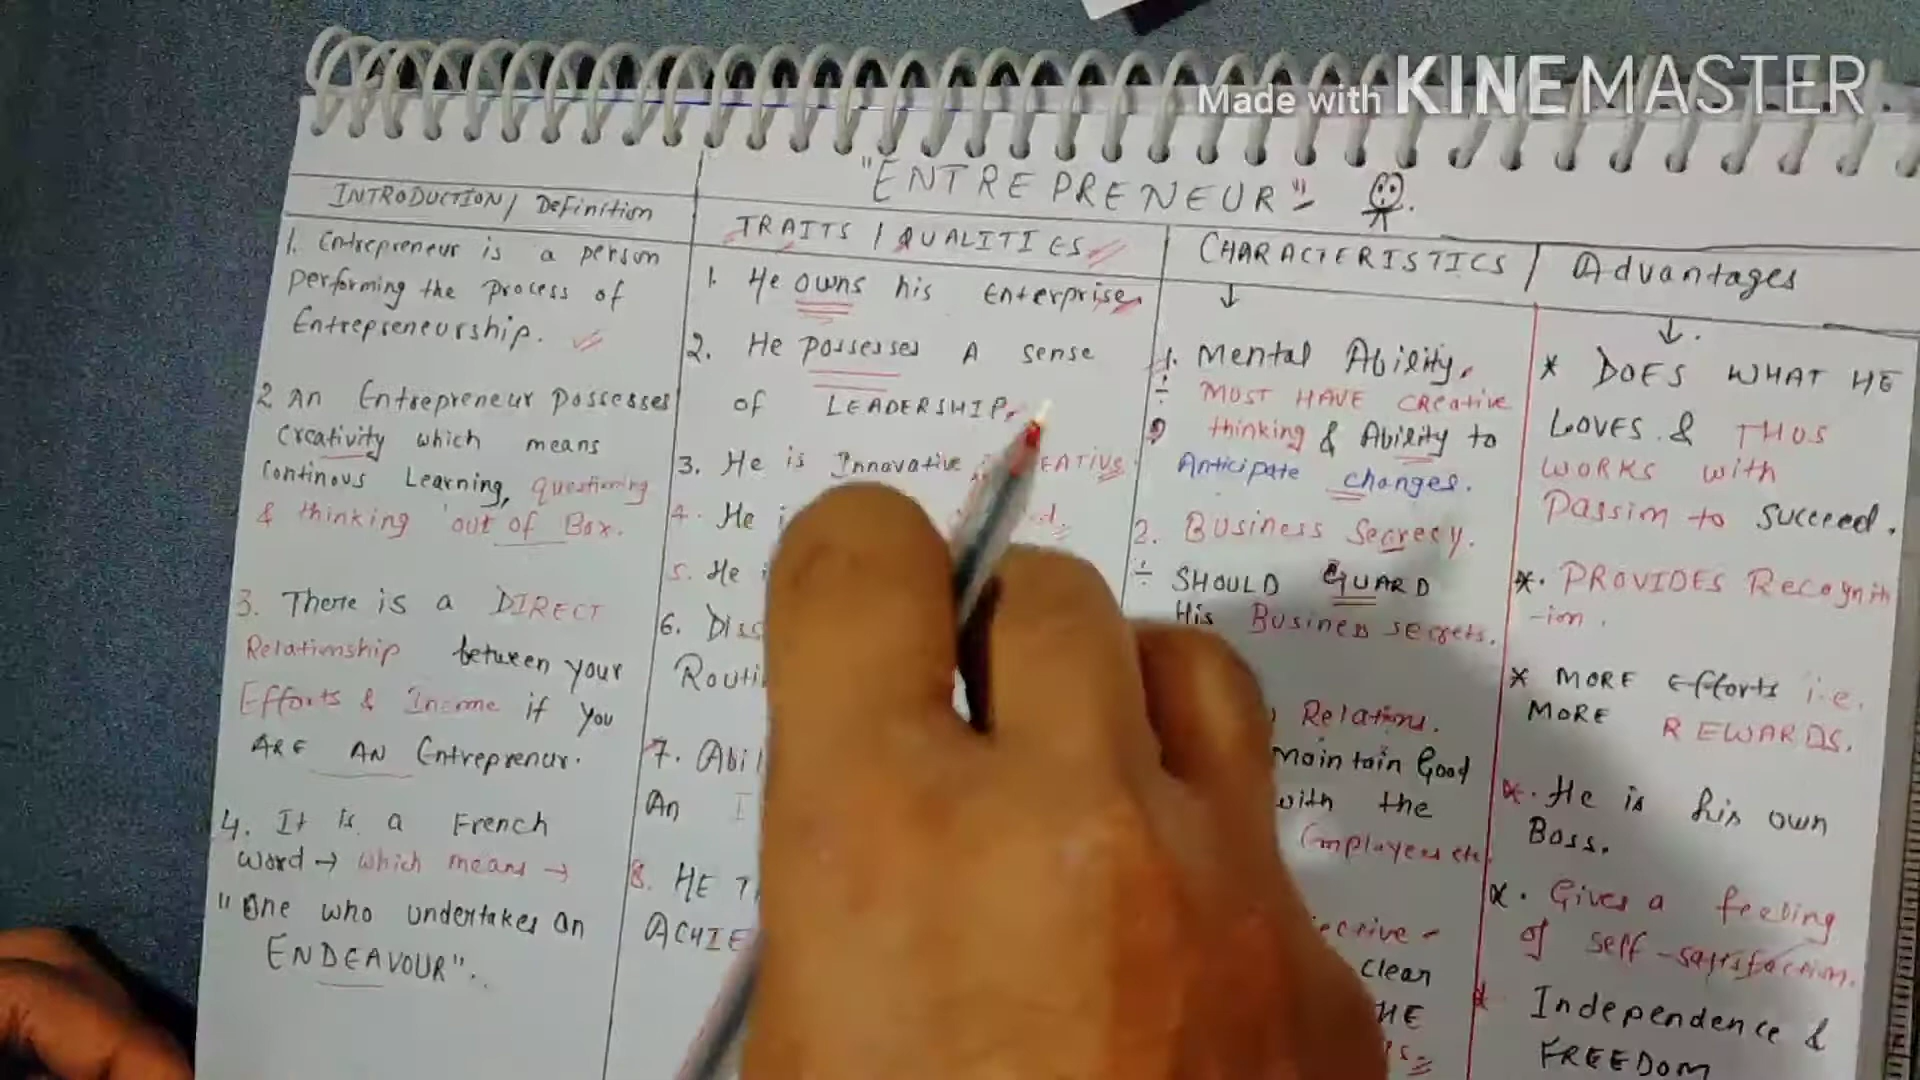 Made with KINEMASTER
"ENTREPRENEUR"
INTRODUCTION / Definition
1. Entrepreneur is a person
performing the process of
Entrepreneurship.
2 An Entrepreneur possesses
Creativity which means
continous Learning, questioning
& thinking 'out of Box.
3. There is a DIRECT
Relationship between your
Efforts & Income if you
ARE AN Entreprenur.
4. It is a French
word → which means →
"One who undertakes an
ENDEAVOUR".
TRAITS / QUALITIES
1. He owns his Enterprise.
2. He possesses A sense
of LEADERSHIP.
3. He is Innovative
4. He
5. He
6.
7.
An
8. HE
CHARACTERISTICS
↓
1. Mental Ability.
MUST HAVE creative
thinking & Ability to
Anticipate changes.
2. Business Secrecy.
÷ SHOULD GUARD
His Business secrets.
Relations.
Maintain Good
with the
Employees etc.
clear
Advantages
↓.
* DOES WHAT HE
LOVES & THUS
WORKS with
Passion to succeed.
*. PROVIDES Recognit
-ion.
* MORE Efforts i.e.
MORE REWARDS.
*. He is his own
Boss.
*. Gives a feeling
of self-satisfaction.
* Independence &
FREEDOM